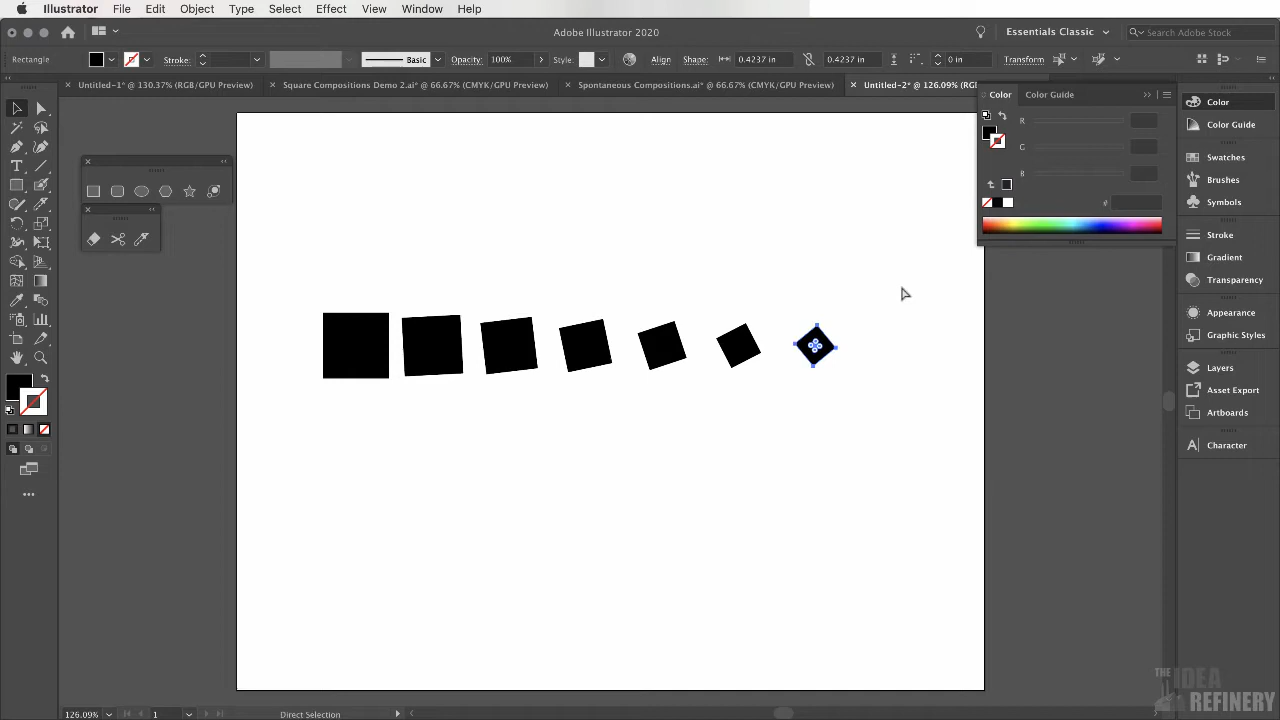 Illustrator File Edit Object Type Select Effect View Window Help
Adobe Illustrator 2020
Essentials Classic
Search Adobe Stock
Rectangle Stroke: Basic Opacity: 100% Style: Align Shape: 0.4237 in 0.4237 in 0 in Transform
Untitled-1* @ 130.37% (RGB/GPU Preview) Square Compositions Demo 2.ai* @ 66.67% (CMYK/GPU Preview) Spontaneous Compositions.ai* @ 66.67% (CMYK/GPU Preview) Untitled-2* @ 126.09% (RG
Color Color Guide
R
G
B
#
Color
Color Guide
Swatches
Brushes
Symbols
Stroke
Gradient
Transparency
Appearance
Graphic Styles
Layers
Asset Export
Artboards
Character
THE IDEA
REFINERY
126.09% 1 Direct Selection